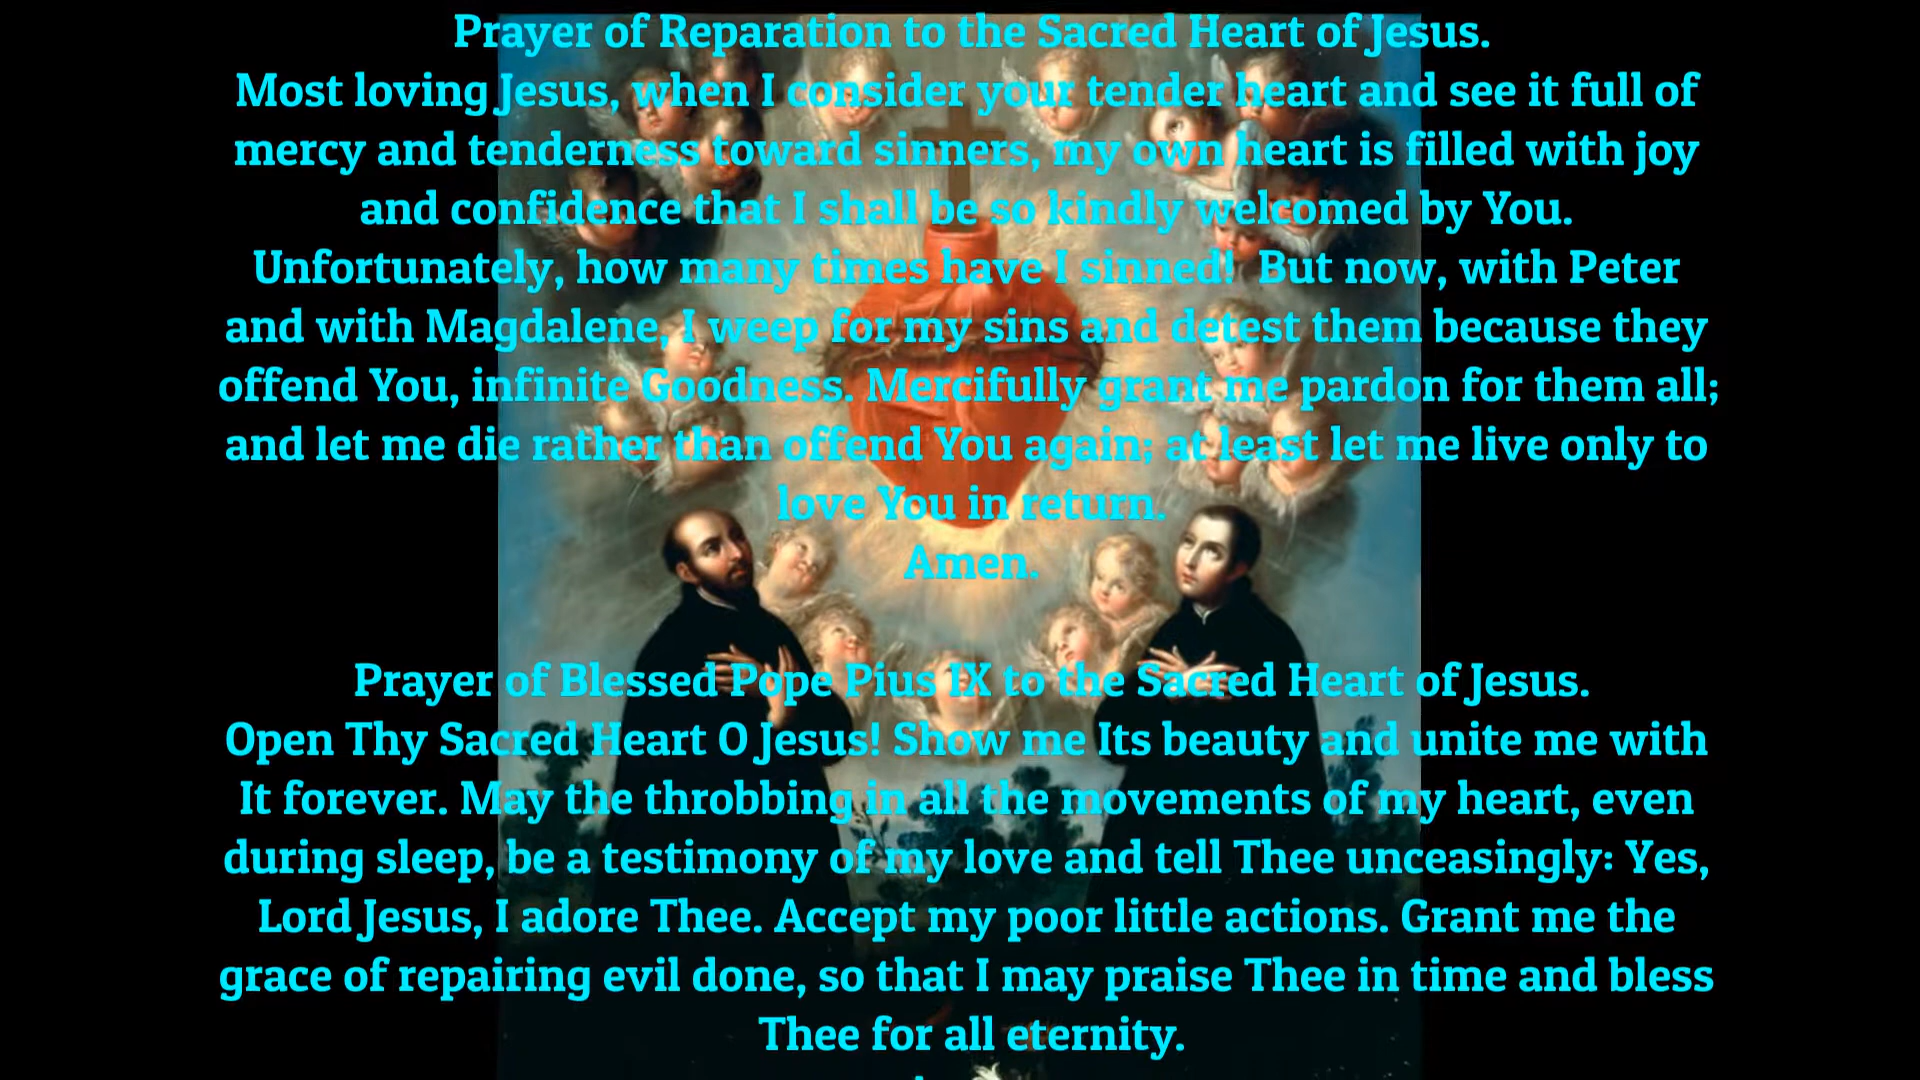 Prayer of Reparation to the Sacred Heart of Jesus.
Most loving Jesus, when I consider your tender heart and see it full of
mercy and tenderness toward sinners, my own heart is filled with joy
and confidence that I shall be so kindly welcomed by You.
Unfortunately, how many times have I sinned!  But now, with Peter
and with Magdalene, I weep for my sins and detest them because they
offend You, infinite Goodness. Mercifully grant me pardon for them all;
and let me die rather than offend You again; at least let me live only to
love You in return.
Amen.
Prayer of Blessed Pope Pius IX to the Sacred Heart of Jesus.
Open Thy Sacred Heart O Jesus! Show me Its beauty and unite me with
It forever. May the throbbing in all the movements of my heart, even
during sleep, be a testimony of my love and tell Thee unceasingly: Yes,
Lord Jesus, I adore Thee. Accept my poor little actions. Grant me the
grace of repairing evil done, so that I may praise Thee in time and bless
Thee for all eternity.